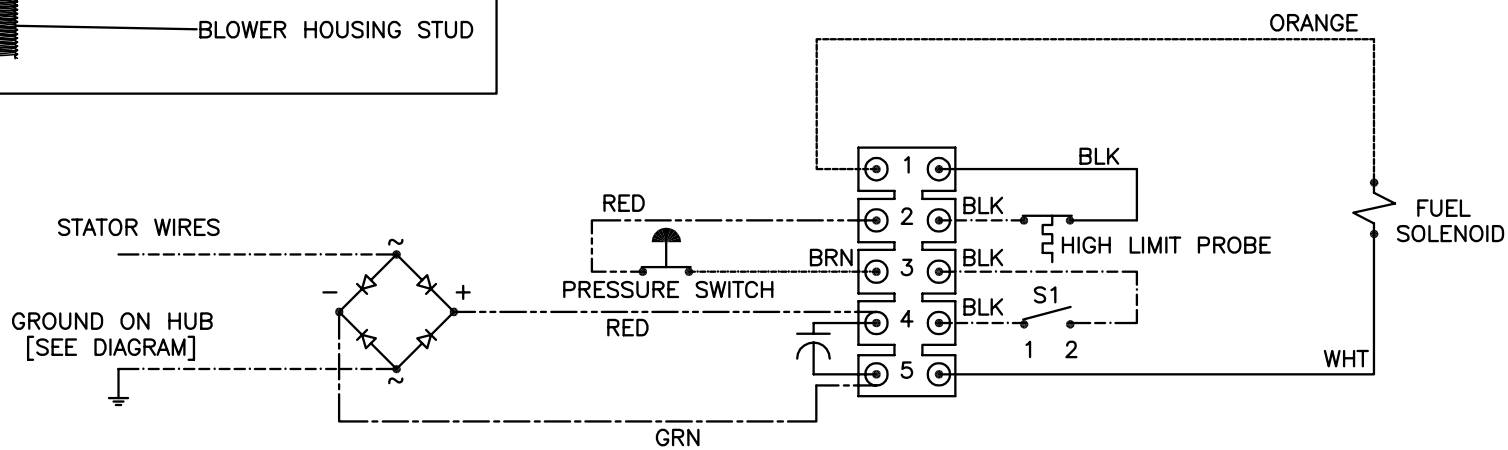 BLOWER HOUSING STUD
ORANGE
1
BLK
RED
2
BLK
FUEL
SOLENOID
STATOR WIRES
~
HIGH LIMIT PROBE
BRN
3
BLK
PRESSURE SWITCH
-
+
S1
GROUND ON HUB
[SEE DIAGRAM]
RED
4
BLK
1
2
WHT
5
~
GRN